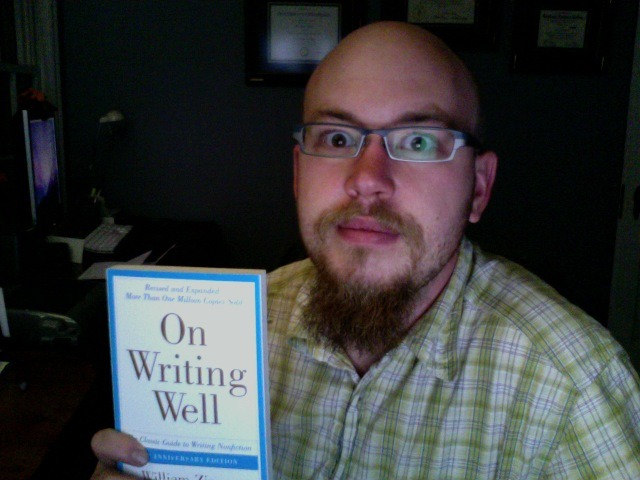 Revised and Expanded
More Than One Million Copies Sold
On
Writing
Well
Classic Guide to Writing Nonfiction
ANNIVERSARY EDITION
William